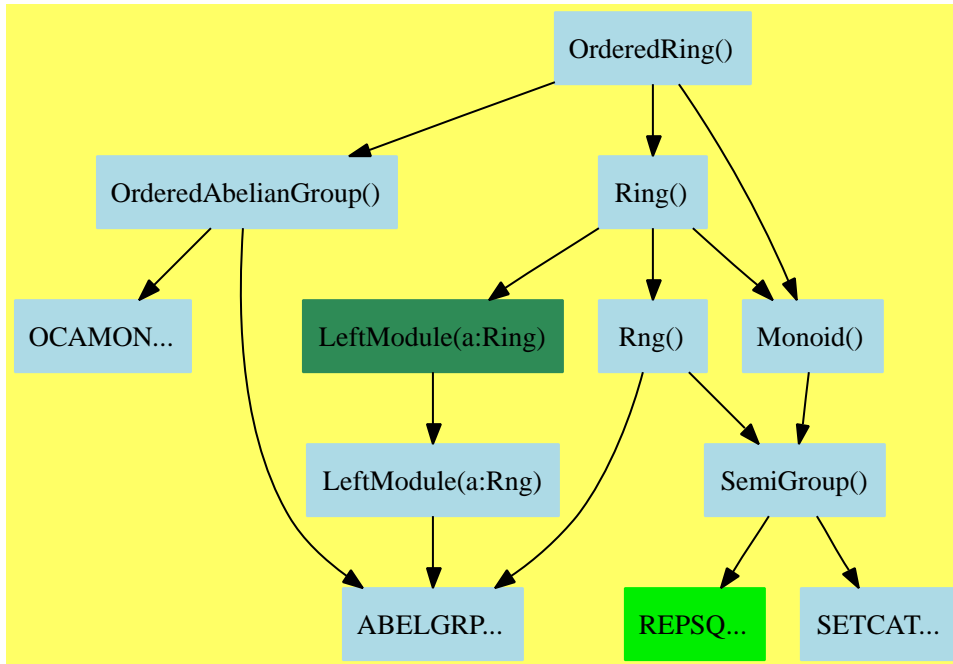 OrderedRing()
OrderedAbelianGroup()
Ring()
OCAMON...
LeftModule(a:Ring)
Rng()
Monoid()
LeftModule(a:Rng)
SemiGroup()
ABELGRP...
REPSQ...
SETCAT...